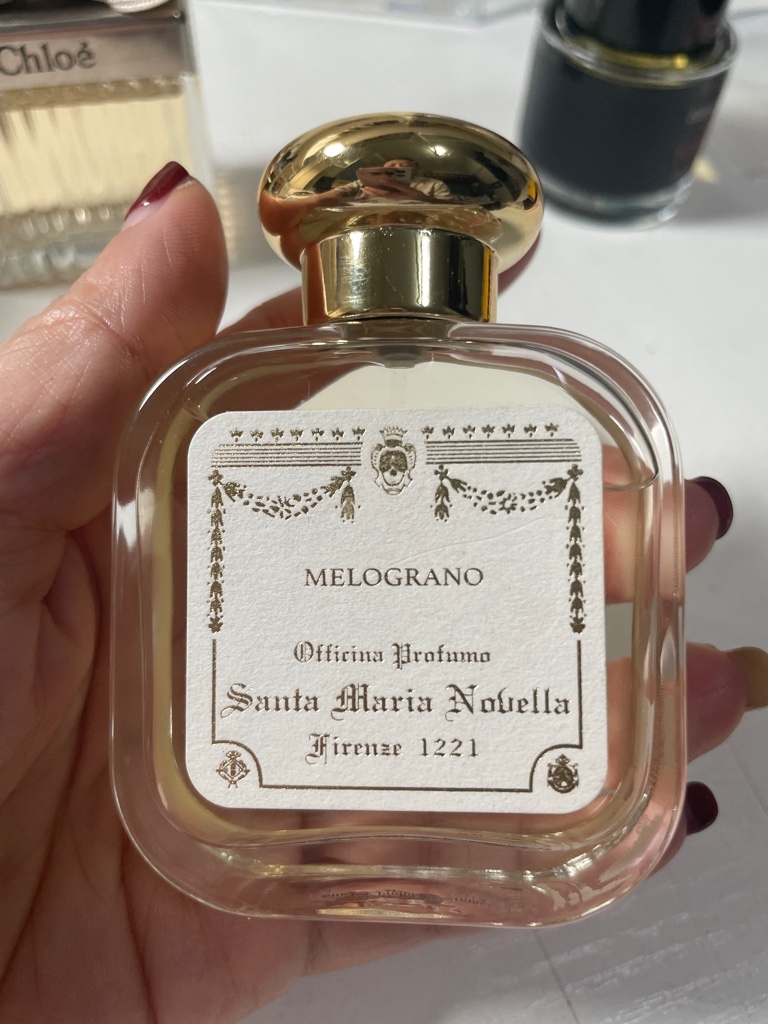 Chloé
MELOGRANO
Officina Profumo
Santa Maria Novella
Firenze 1221